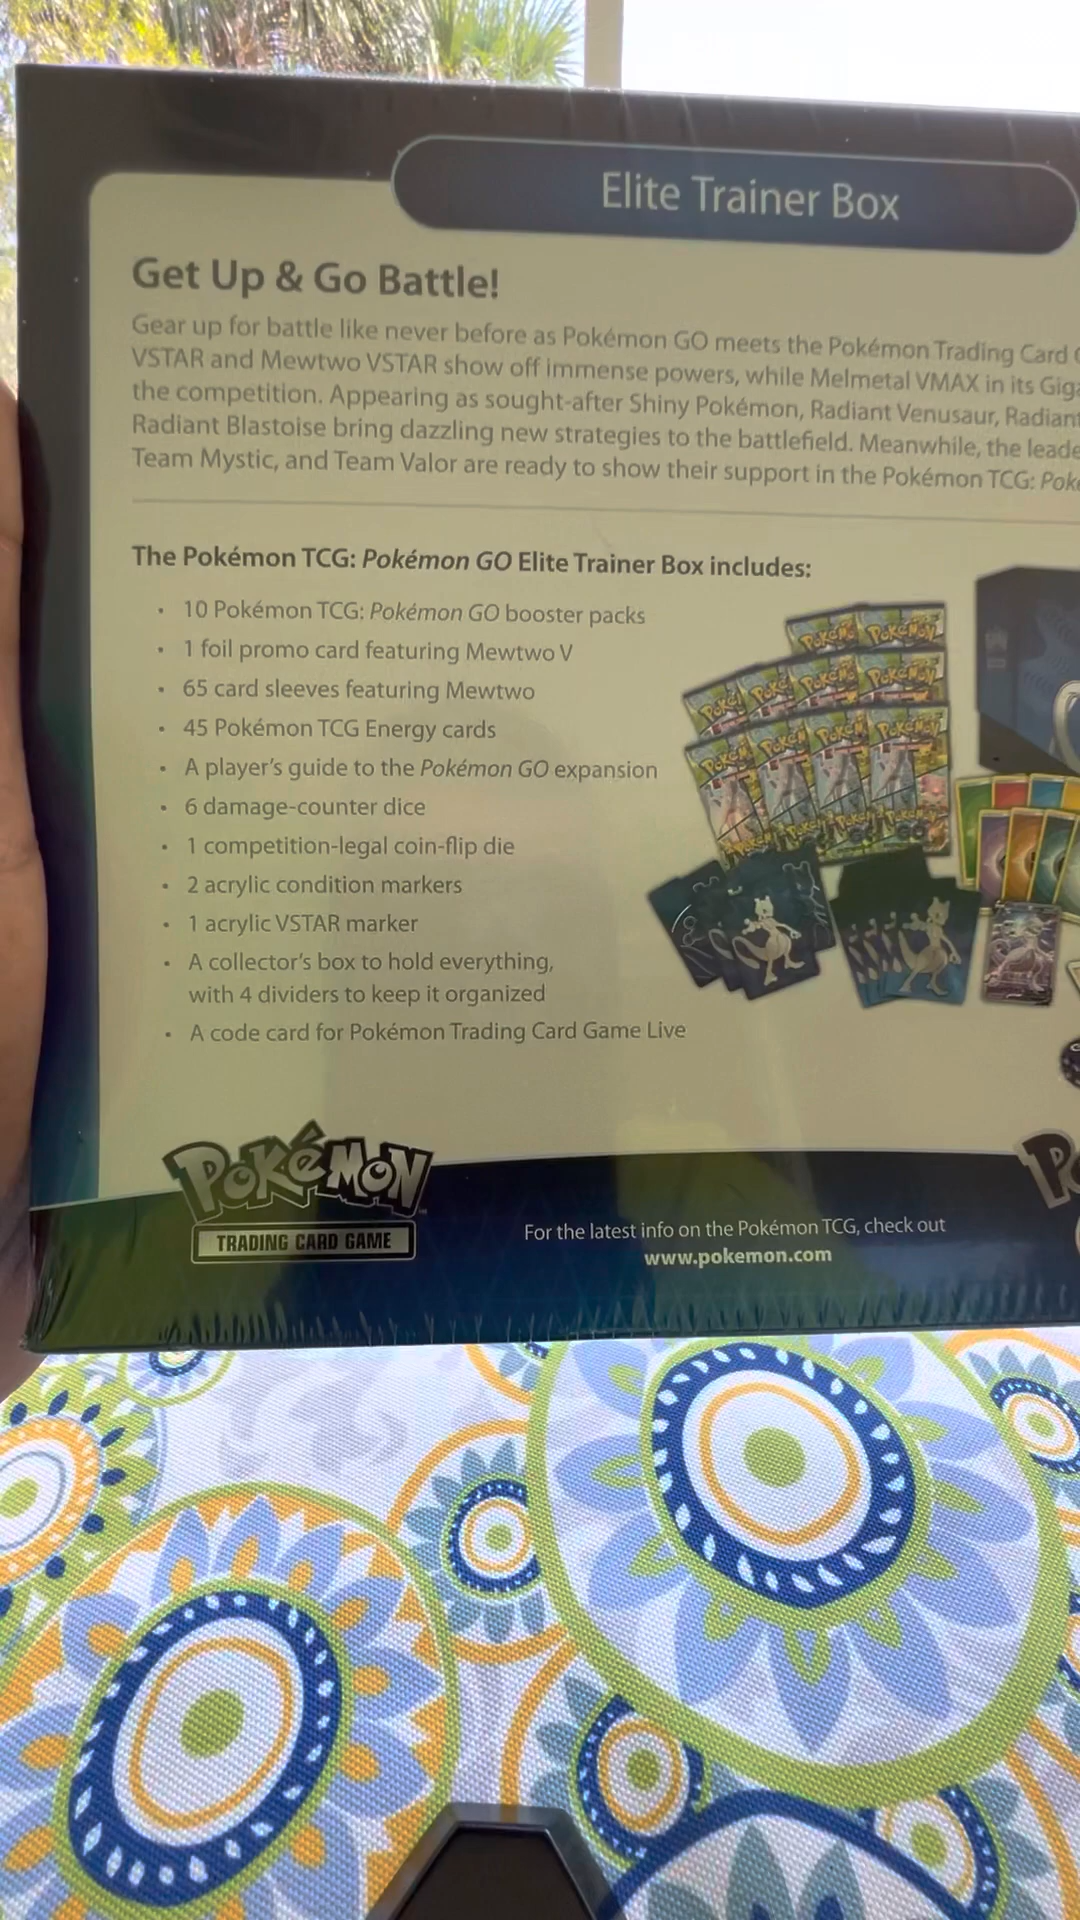 Elite Trainer Box
Get Up & Go Battle!
Gear up for battle like never before as Pokémon GO meets the Pokémon Trading Card
VSTAR and Mewtwo VSTAR show off immense powers, while Melmetal VMAX in its
the competition. Appearing as sought-after Shiny Pokémon, Radiant Venusaur, Radiant
Radiant Blastoise bring dazzling new strategies to the battlefield. Meanwhile, the
Team Mystic, and Team Valor are ready to show their support in the Pokémon TCG:
The Pokémon TCG: Pokémon GO Elite Trainer Box includes:
• 10 Pokémon TCG: Pokémon GO booster packs
• 1 foil promo card featuring Mewtwo V
• 65 card sleeves featuring Mewtwo
• 45 Pokémon TCG Energy cards
• A player's guide to the Pokémon GO expansion
• 6 damage-counter dice
• 1 competition-legal coin-flip die
• 2 acrylic condition markers
• 1 acrylic VSTAR marker
• A collector's box to hold everything,
with 4 dividers to keep it organized
• A code card for Pokémon Trading Card Game Live
Pokémon
TRADING CARD GAME
For the latest info on the Pokémon TCG, check out
www.pokemon.com